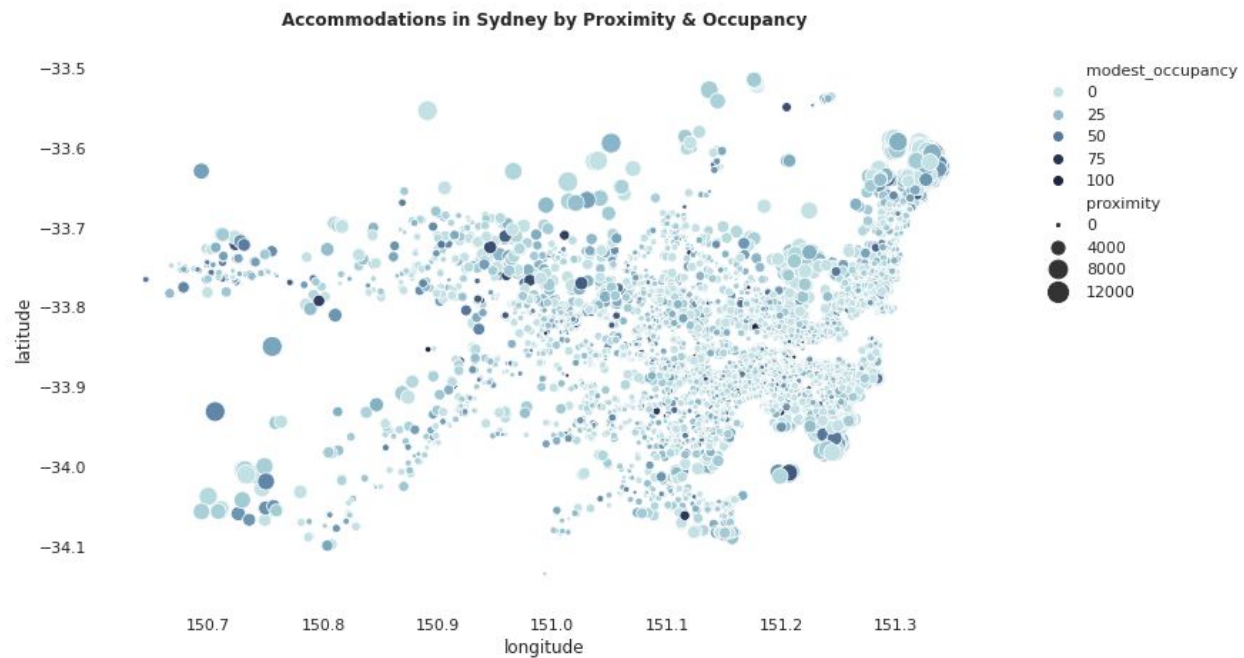 Accommodations in Sydney by Proximity & Occupancy
−33.5
−33.6
−33.7
−33.8
−33.9
−34.0
−34.1
latitude
150.7 150.8 150.9 151.0 151.1 151.2 151.3
longitude
modest_occupancy
0
25
50
75
100
proximity
0
4000
8000
12000